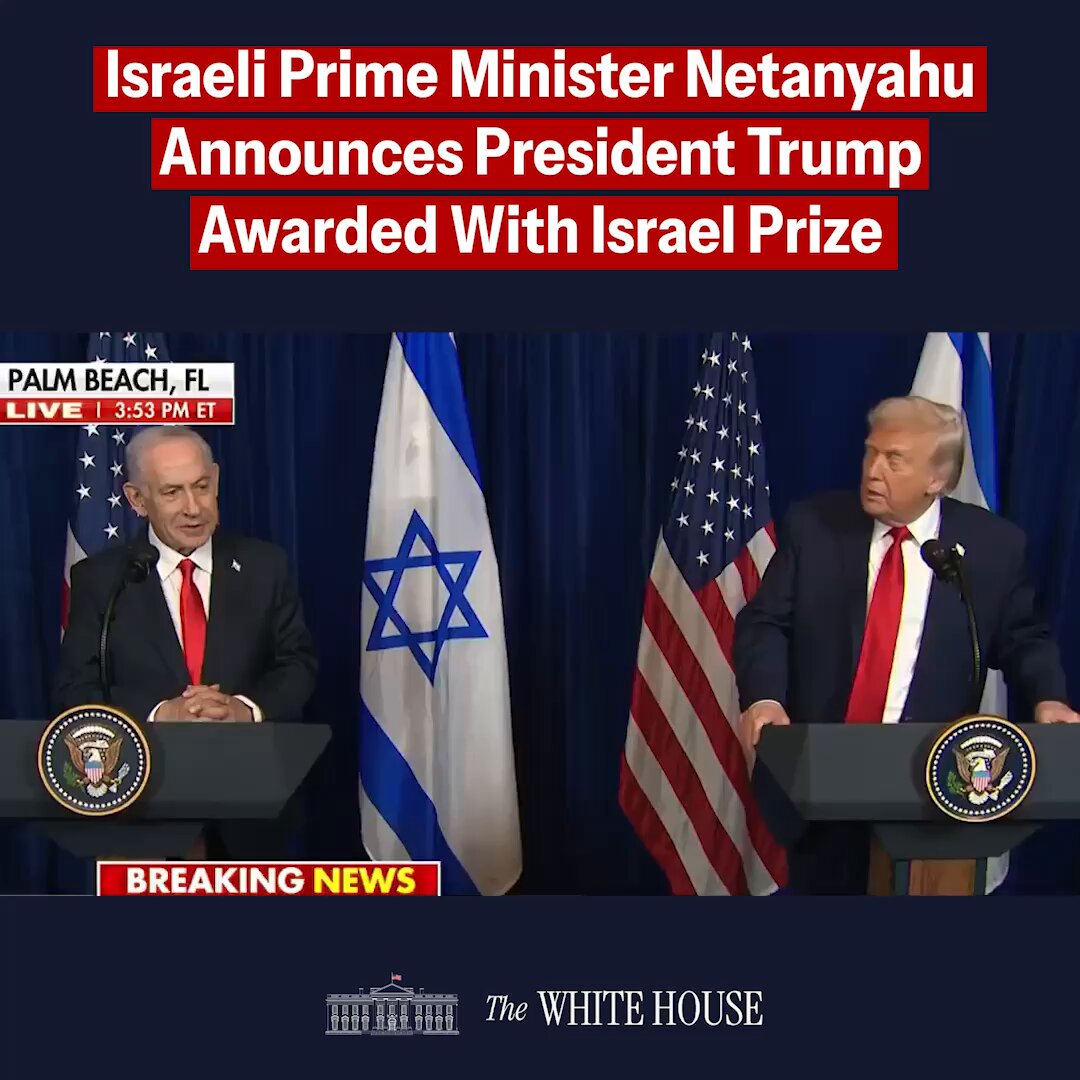 Israeli Prime Minister Netanyahu
Announces President Trump
Awarded With Israel Prize
PALM BEACH, FL
LIVE | 3:53 PM ET
BREAKING NEWS
The WHITE HOUSE